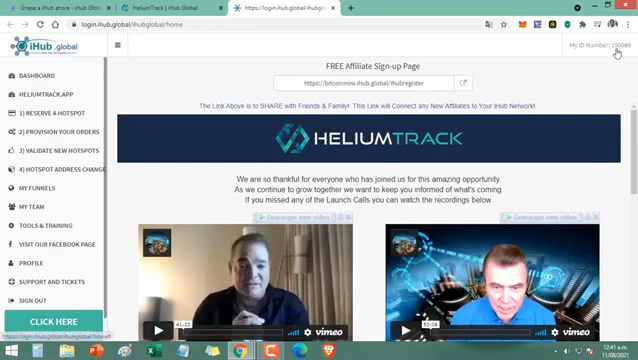 Únase a iHub ahora - iHub Global
HeliumTrack | iHub Global
https://login.ihub.global/ihubgl
login.ihub.global/ihubglobal/home
iHub.global
My ID Number: 190989
FREE Affiliate Sign-up Page
https://bitcoinnow.ihub.global/ihubregister
The Link Above is to SHARE with Friends & Family! This Link will Connect any New Affiliates to your iHub Network!
DASHBOARD
HELIUMTRACK.APP
1) RESERVE A HOTSPOT
2) PROVISION YOUR ORDERS
3) VALIDATE NEW HOTSPOTS
4) HOTSPOT ADDRESS CHANGE
MY FUNNELS
MY TEAM
TOOLS & TRAINING
VISIT OUR FACEBOOK PAGE
PROFILE
SUPPORT AND TICKETS
SIGN OUT
CLICK HERE
HELIUMTRACK
We are so thankful for everyone who has joined us for this amazing opportunity.
As we continue to grow together we want to keep you informed of what's coming.
If you missed any of the Launch Calls you can watch the recordings below.
Descargas este video
Descargas este video
41:22
vimeo
53:08
vimeo
12:41 a.m.
11/08/2021